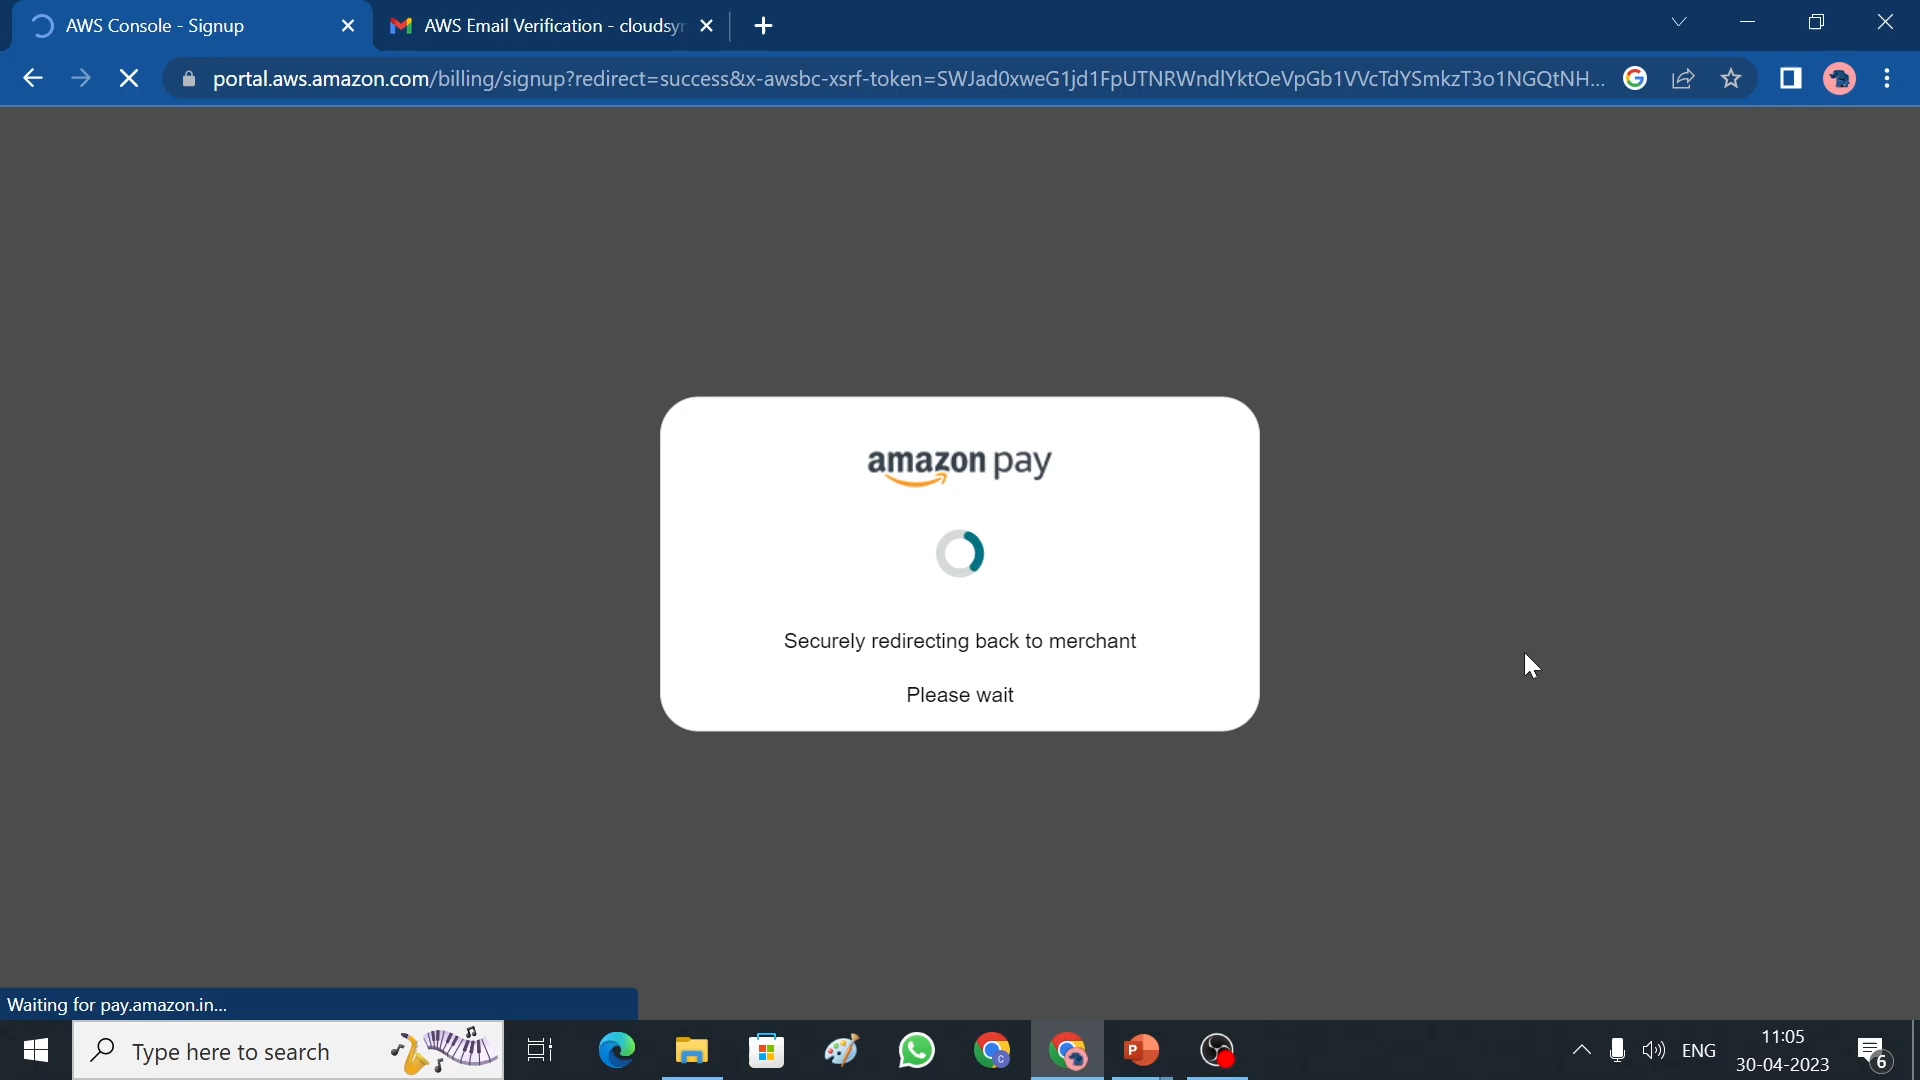 AWS Console - Signup
AWS Email Verification - cloudsyn
portal.aws.amazon.com/billing/signup?redirect=success&x-awsbc-xsrf-token=SWJad0xweG1jd1FpUTNRWndlYktOeVpGb1VVcTdYSmkzT3o1NGQtNH...
amazon pay
Securely redirecting back to merchant
Please wait
Waiting for pay.amazon.in...
Type here to search
C
P
ENG
11:05
30-04-2023
6